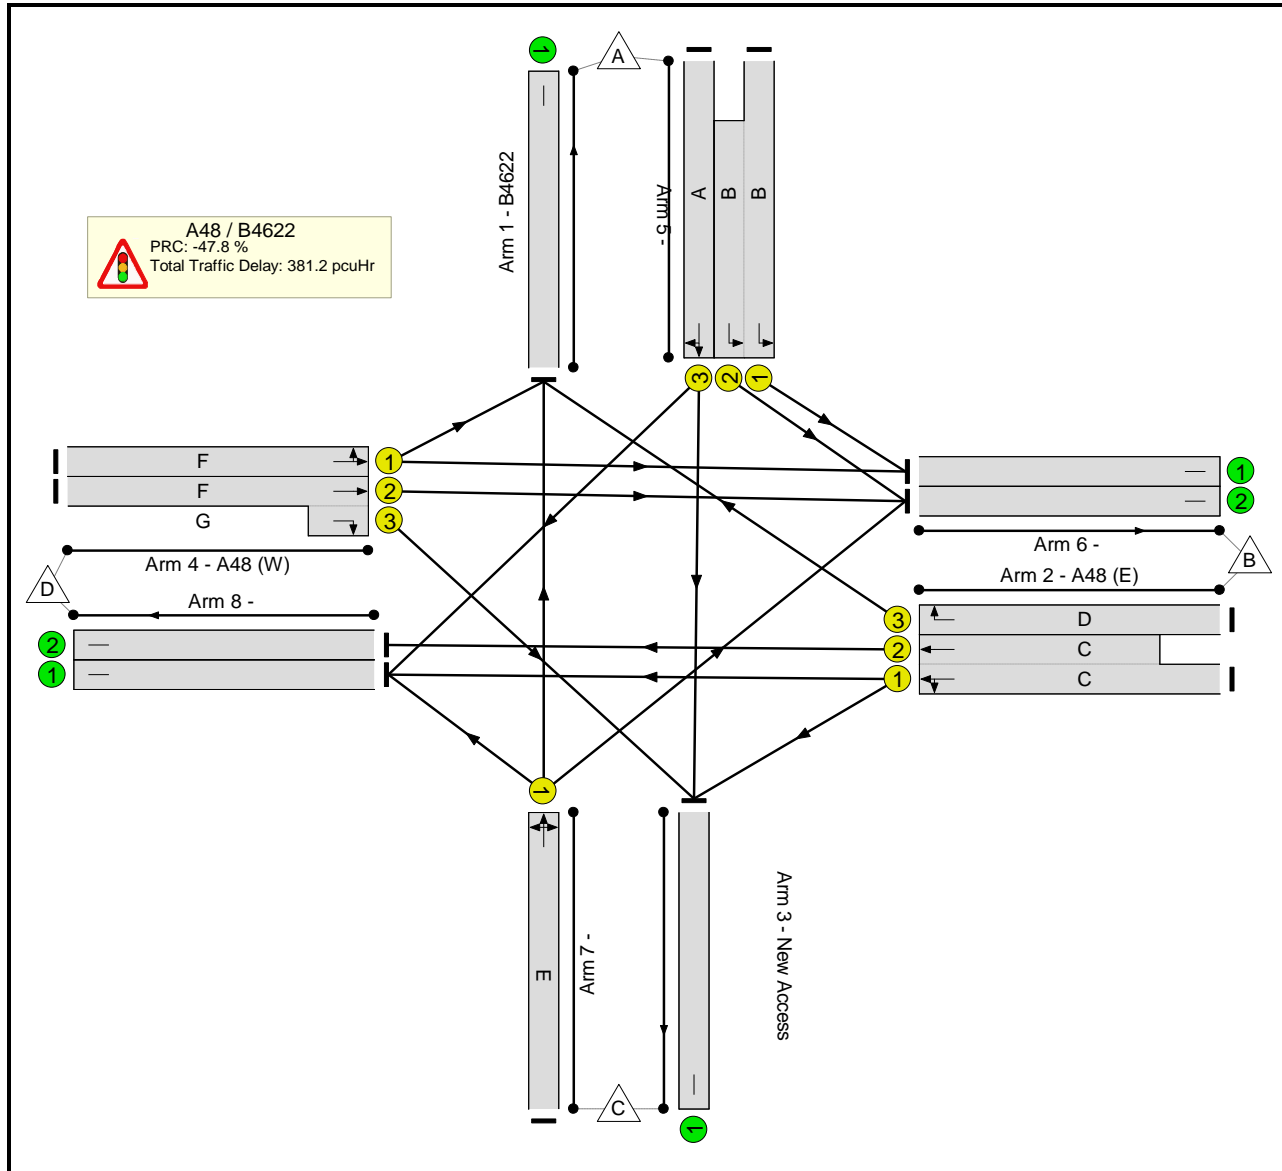 1
A
Arm 1 - B4622
Arm 5 -
A
B
B
A48 / B4622
PRC: -47.8 %
Total Traffic Delay: 381.2 pcuHr
3
2
1
F
1
F
2
G
3
Arm 4 - A48 (W)
D
Arm 8 -
2
1
1
2
Arm 6 -
B
Arm 2 - A48 (E)
3
D
2
C
1
C
1
E
Arm 7 -
Arm 3 - New Access
C
1